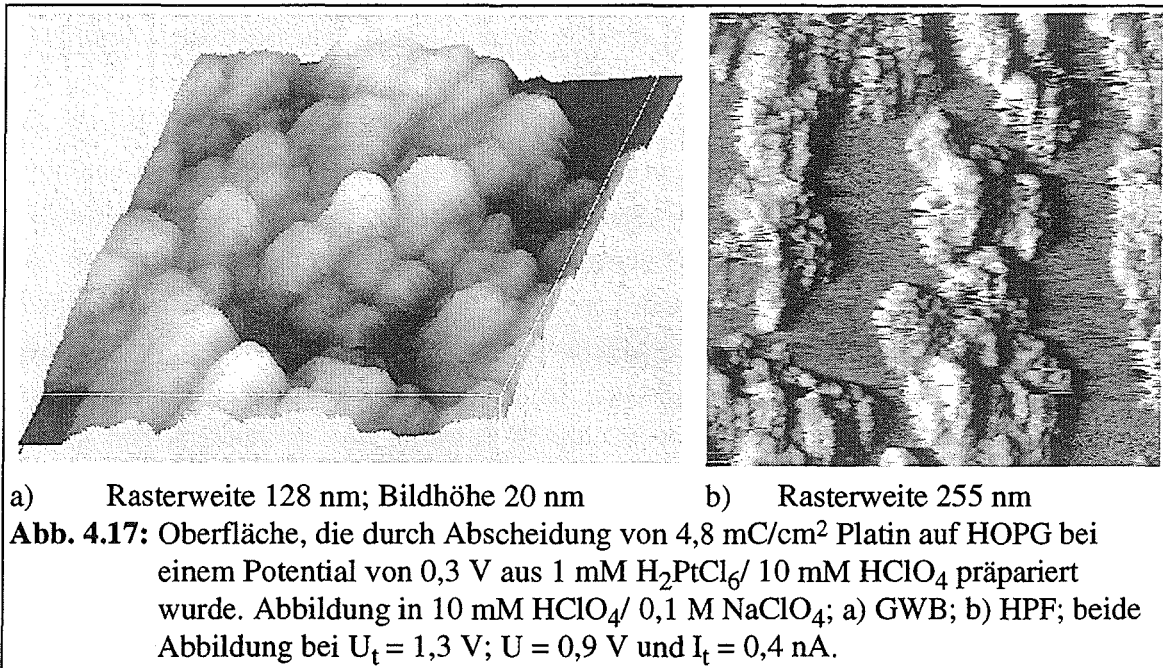 a) Rasterweite 128 nm; Bildhöhe 20 nm b) Rasterweite 255 nm
Abb. 4.17: Oberfläche, die durch Abscheidung von 4,8 mC/cm² Platin auf HOPG bei
einem Potential von 0,3 V aus 1 mM H₂PtCl₆/ 10 mM HClO₄ präpariert
wurde. Abbildung in 10 mM HClO₄/ 0,1 M NaClO₄; a) GWB; b) HPF; beide
Abbildung bei Uₜ = 1,3 V; U = 0,9 V und Iₜ = 0,4 nA.